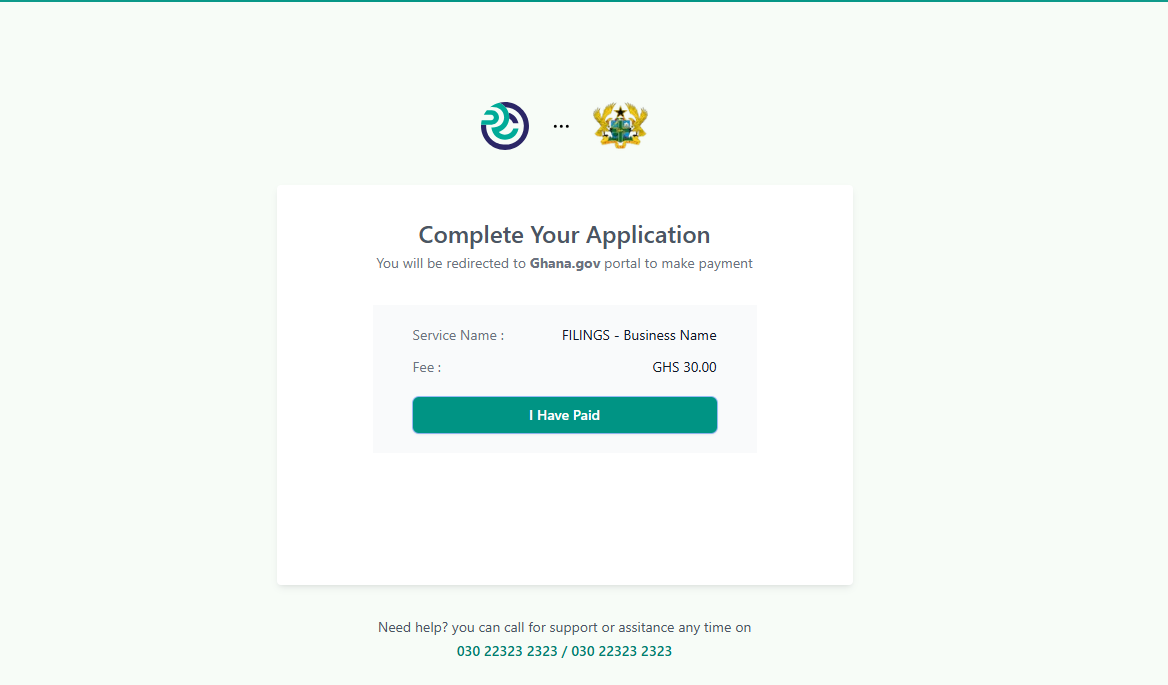 ...
Complete Your Application
You will be redirected to Ghana.gov portal to make payment
Service Name : FILINGS - Business Name
Fee : GHS 30.00
I Have Paid
Need help? you can call for support or assitance any time on
030 22323 2323 / 030 22323 2323